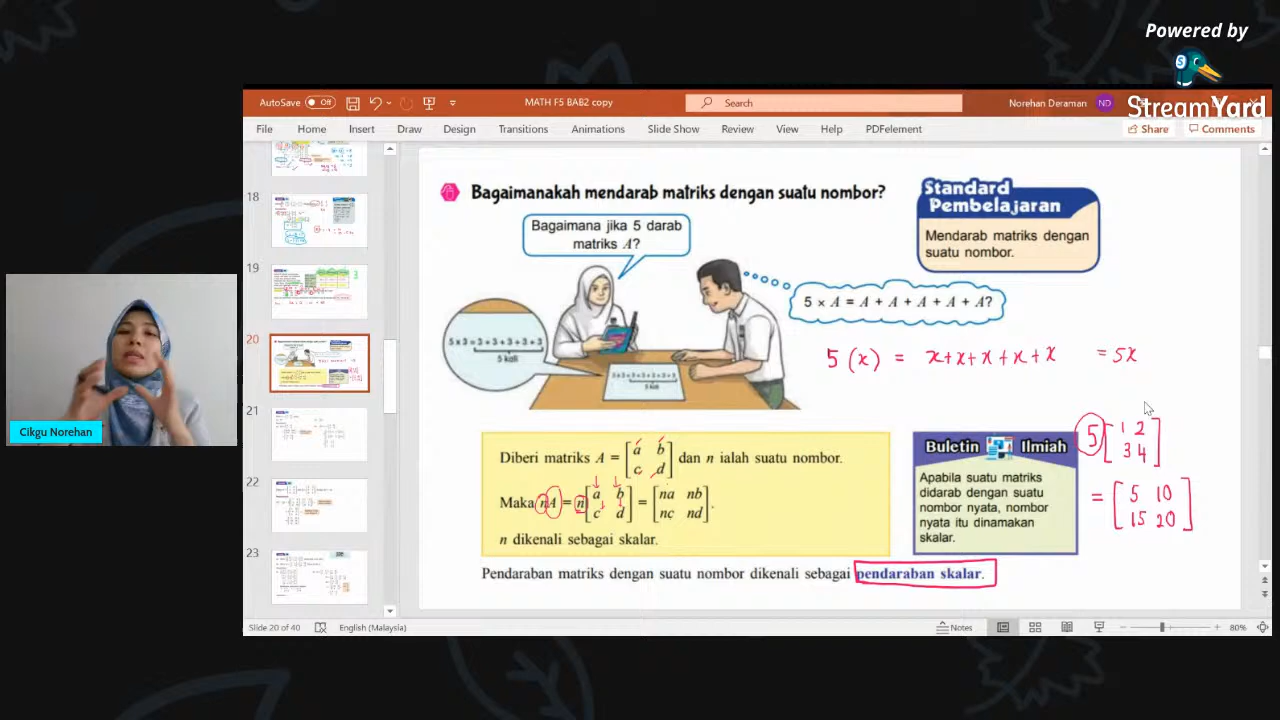 Powered by
StreamYard
AutoSave Off
MATH F5 BAB2 copy
Search
Norehan Deraman
ND
File Home Insert Draw Design Transitions Animations Slide Show Review View Help PDFelement
Share
Comments
18
19
20
21
22
23
Bagaimanakah mendarab matriks dengan suatu nombor?
Bagaimana jika 5 darab
matriks A?
Standard
Pembelajaran
Mendarab matriks dengan
suatu nombor.
5 × A = A + A + A + A + A?
5 × 3 = 3 + 3 + 3 + 3 + 3
5 kali
5 (x) = x+x+x+x+x = 5x
Diberi matriks A = [a b
c d] dan n ialah suatu nombor.
Maka nA = n[a b
c d] = [na nb
nc nd].
n dikenali sebagai skalar.
Buletin Ilmiah
Apabila suatu matriks
didarab dengan suatu
nombor nyata, nombor
nyata itu dinamakan
skalar.
5 [1 2
3 4]
= [5 10
15 20]
Pendaraban matriks dengan suatu nombor dikenali sebagai pendaraban skalar.
Cikgu Norehan
Slide 20 of 40
English (Malaysia)
Notes
80%